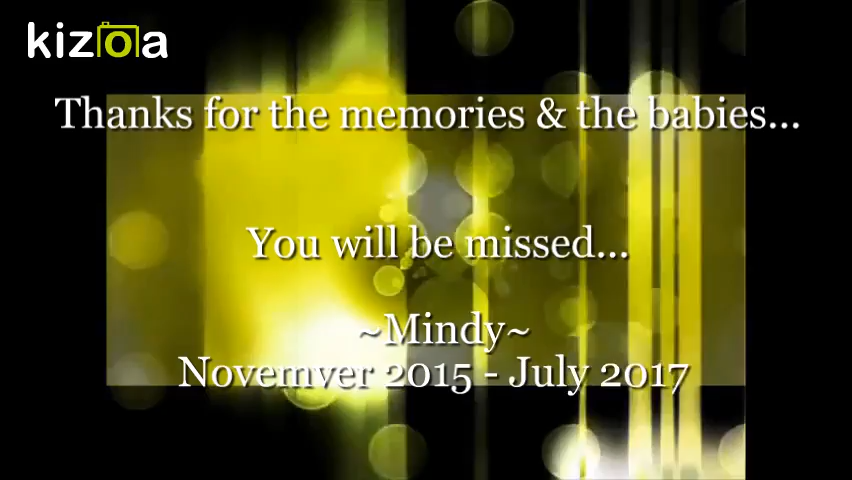 kizoa
Thanks for the memories & the babies...
You will be missed...
~Mindy~
Novemver 2015 - July 2017